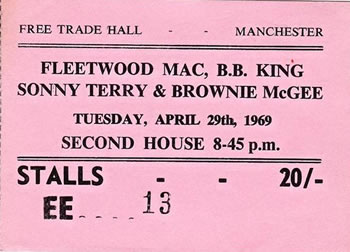 FREE TRADE HALL - - MANCHESTER
FLEETWOOD MAC, B.B. KING
SONNY TERRY & BROWNIE McGEE
TUESDAY, APRIL 29th, 1969
SECOND HOUSE 8-45 p.m.
STALLS - - 20/-
EE .... 13